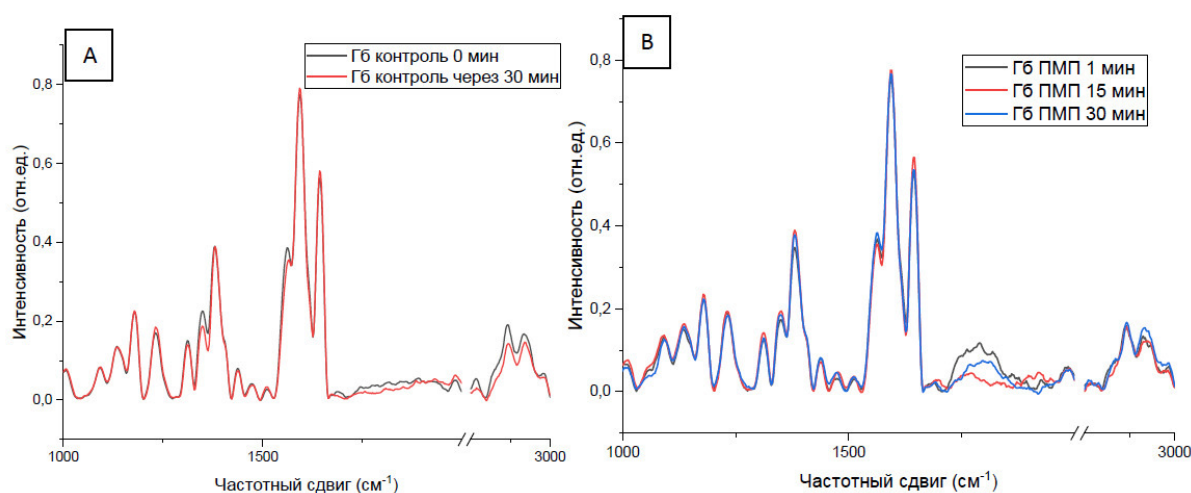 A
Гб контроль 0 мин
Гб контроль через 30 мин
Интенсивность (отн.ед.)
0,8
0,6
0,4
0,2
0,0
1000
1500
3000
Частотный сдвиг (см⁻¹)
B
Гб ПМП 1 мин
Гб ПМП 15 мин
Гб ПМП 30 мин
Интенсивность (отн.ед.)
0,8
0,6
0,4
0,2
0,0
1000
1500
3000
Частотный сдвиг (см⁻¹)